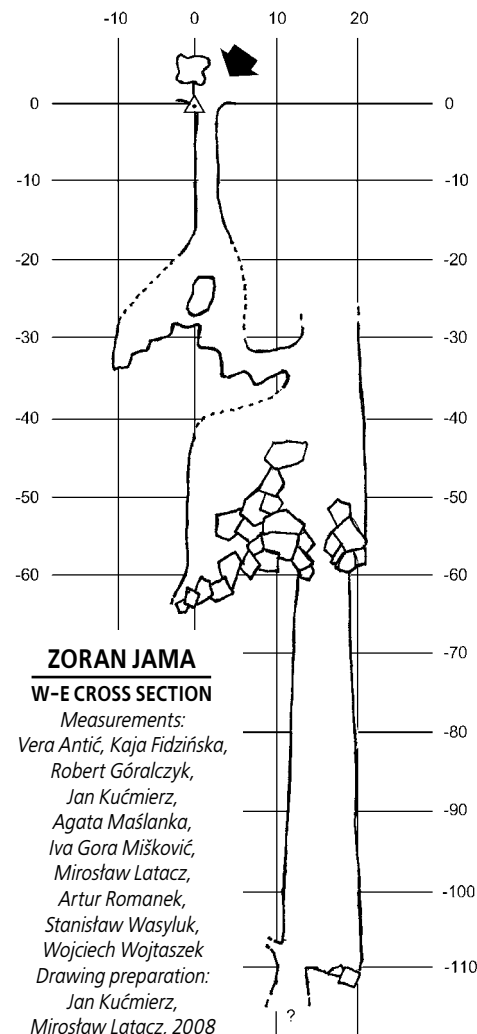 -10 0 10 20
0 0
-10 -10
-20 -20
-30 -30
-40 -40
-50 -50
-60 -60
-70
-80
-90
-100
-110
?
ZORAN JAMA
W-E CROSS SECTION
Measurements:
Vera Antić, Kaja Fidzińska,
Robert Góralczyk,
Jan Kućmierz,
Agata Maślanka,
Iva Gora Mišković,
Mirosław Latacz,
Artur Romanek,
Stanisław Wasyluk,
Wojciech Wojtaszek
Drawing preparation:
Jan Kućmierz,
Mirosław Latacz, 2008